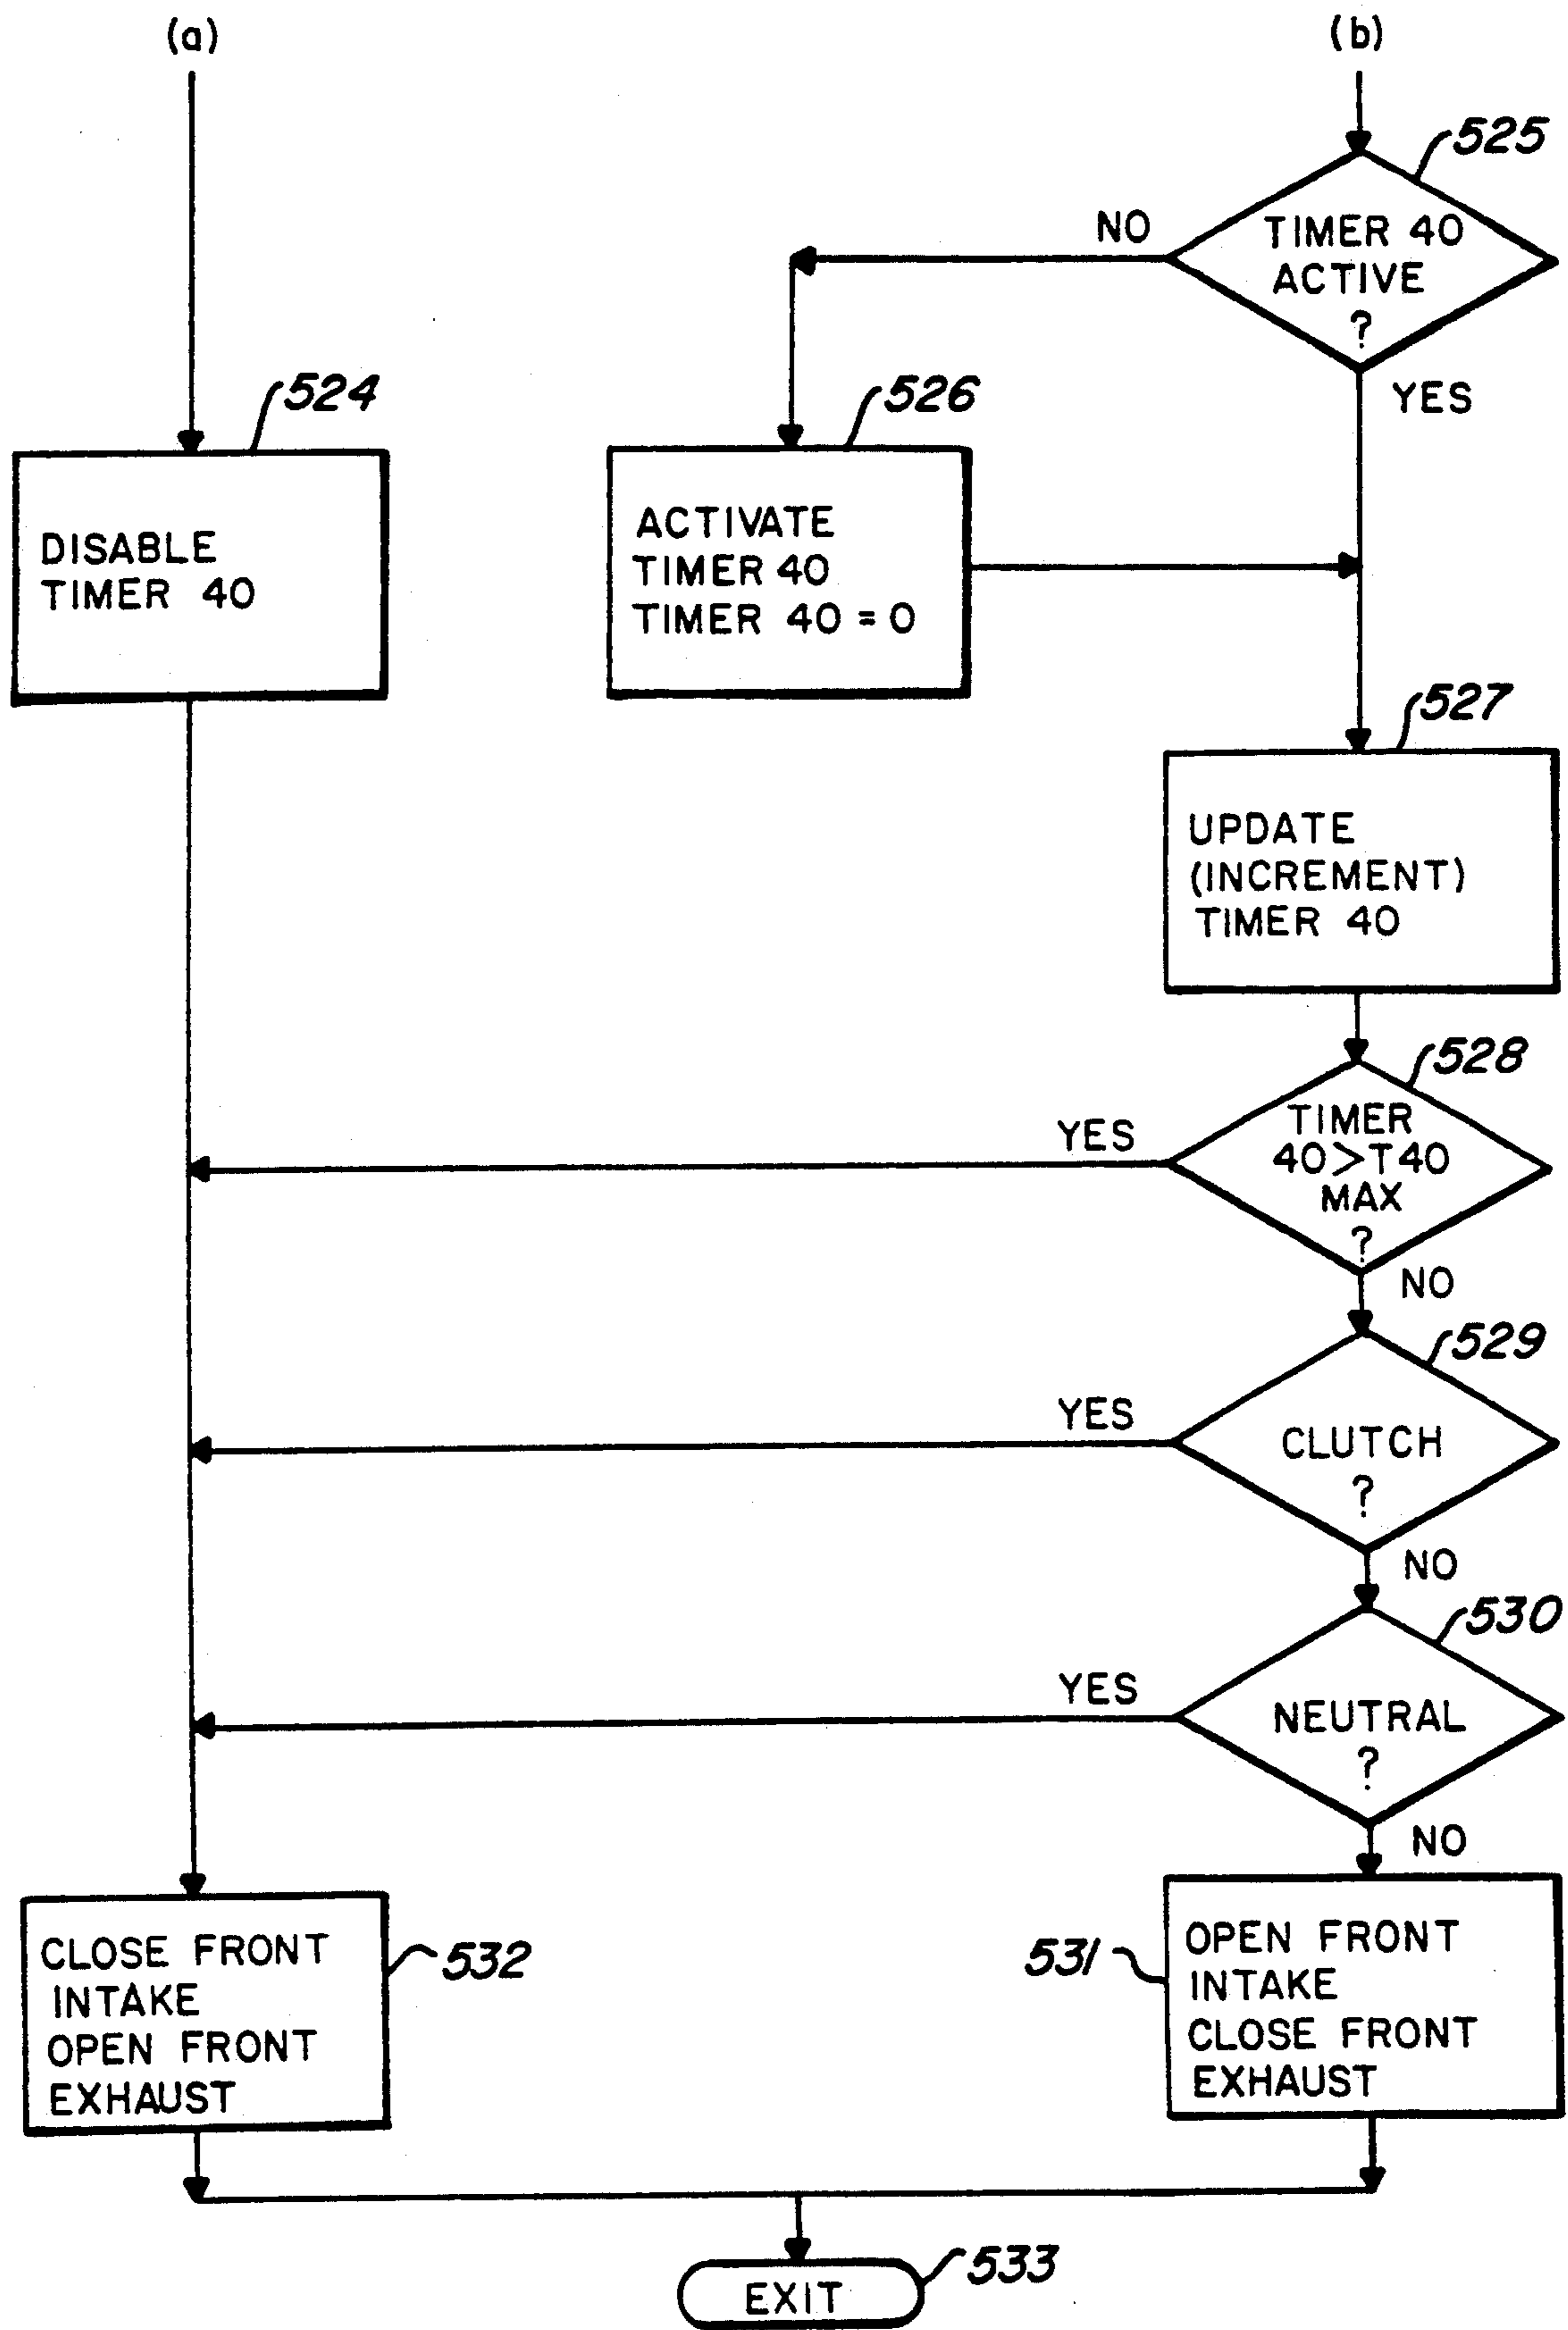 (a)
(b)
525
NO
TIMER 40
ACTIVE
?
YES
524
526
DISABLE
TIMER 40
ACTIVATE
TIMER 40
TIMER 40 = 0
527
UPDATE
(INCREMENT)
TIMER 40
528
YES
TIMER
40>T40
MAX
?
NO
529
YES
CLUTCH
?
NO
530
YES
NEUTRAL
?
NO
CLOSE FRONT
INTAKE
OPEN FRONT
EXHAUST
532
531
OPEN FRONT
INTAKE
CLOSE FRONT
EXHAUST
533
EXIT